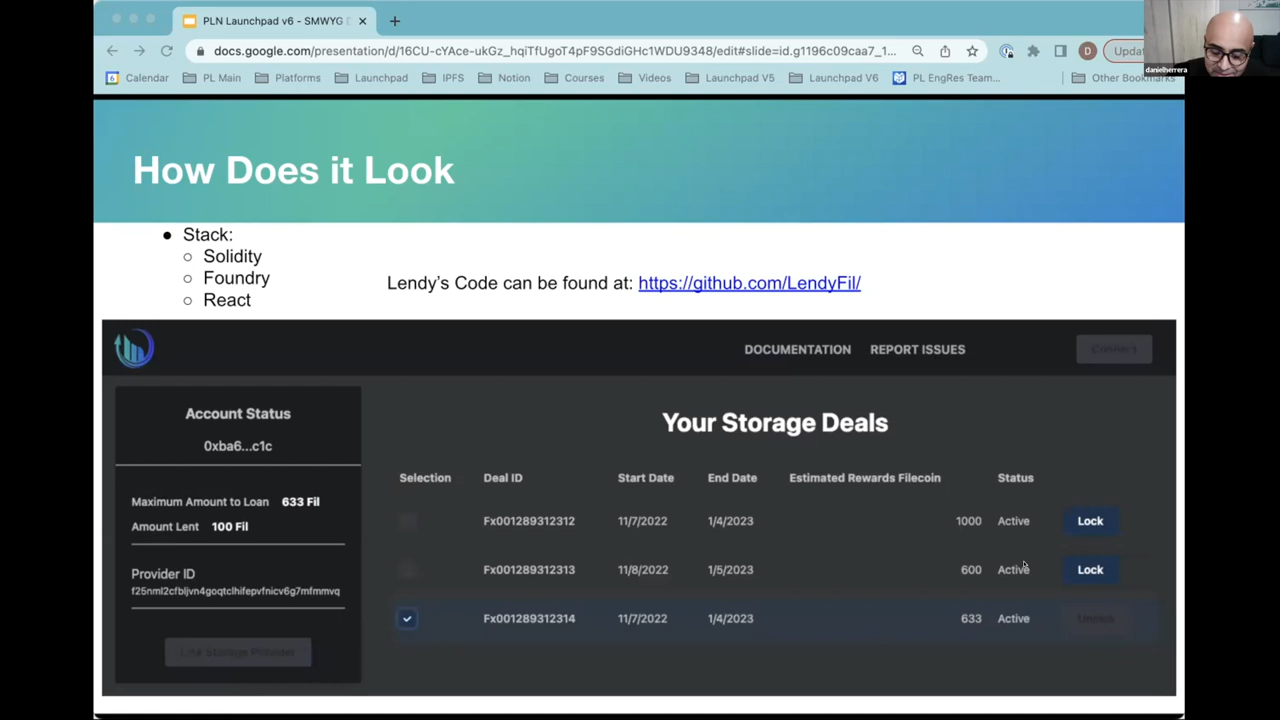 PLN Launchpad v6 - SMWYG
docs.google.com/presentation/d/16CU-cYAce-ukGz_hqiTfUgoT4pF9SGdiGHc1WDU9348/edit#slide=id.g1196c09caa7_1...
D
Calendar PL Main Platforms Launchpad IPFS Notion Courses Videos Launchpad V5 Launchpad V6 PL EngRes Team... Other Bookmarks
danielherrera
How Does it Look
● Stack:
○ Solidity
○ Foundry
○ React
Lendy's Code can be found at: https://github.com/LendyFil/
DOCUMENTATION REPORT ISSUES
Account Status
0xba6...c1c
Maximum Amount to Loan 633 Fil
Amount Lent 100 Fil
Provider ID
f25nml2cfbljvn4goqtclhifepvfnicv6g7mfmmvq
Link Storage Provider
Your Storage Deals
Selection Deal ID Start Date End Date Estimated Rewards Filecoin Status
Fx001289312312 11/7/2022 1/4/2023 1000 Active Lock
Fx001289312313 11/8/2022 1/5/2023 600 Active Lock
Fx001289312314 11/7/2022 1/4/2023 633 Active